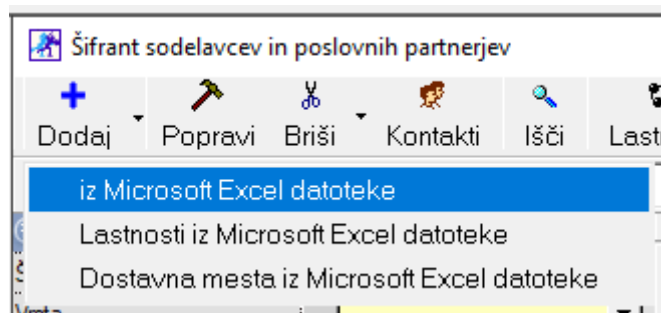 Šifrant sodelavcev in poslovnih partnerjev
Dodaj Popravi Briši Kontakti Išči Last
iz Microsoft Excel datoteke
Lastnosti iz Microsoft Excel datoteke
Dostavna mesta iz Microsoft Excel datoteke